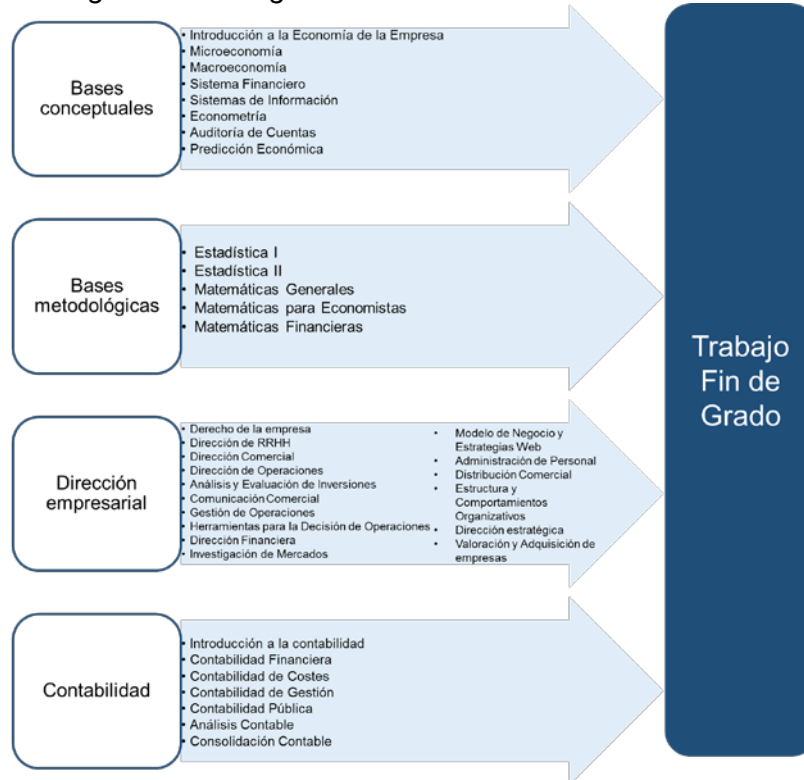 Bases
conceptuales
• Introducción a la Economía de la Empresa
• Microeconomía
• Macroeconomía
• Sistema Financiero
• Sistemas de Información
• Econometría
• Auditoría de Cuentas
• Predicción Económica
Bases
metodológicas
• Estadística I
• Estadística II
• Matemáticas Generales
• Matemáticas para Economistas
• Matemáticas Financieras
Dirección
empresarial
• Derecho de la empresa
• Dirección de RRHH
• Dirección Comercial
• Dirección de Operaciones
• Análisis y Evaluación de Inversiones
• Comunicación Comercial
• Gestión de Operaciones
• Herramientas para la Decisión de Operaciones
• Dirección Financiera
• Investigación de Mercados
• Modelo de Negocio y
Estrategias Web
• Administración de Personal
• Distribución Comercial
• Estructura y
Comportamientos
Organizativos
• Dirección estratégica
• Valoración y Adquisición de
empresas
Contabilidad
• Introducción a la contabilidad
• Contabilidad Financiera
• Contabilidad de Costes
• Contabilidad de Gestión
• Contabilidad Pública
• Análisis Contable
• Consolidación Contable
Trabajo
Fin de
Grado